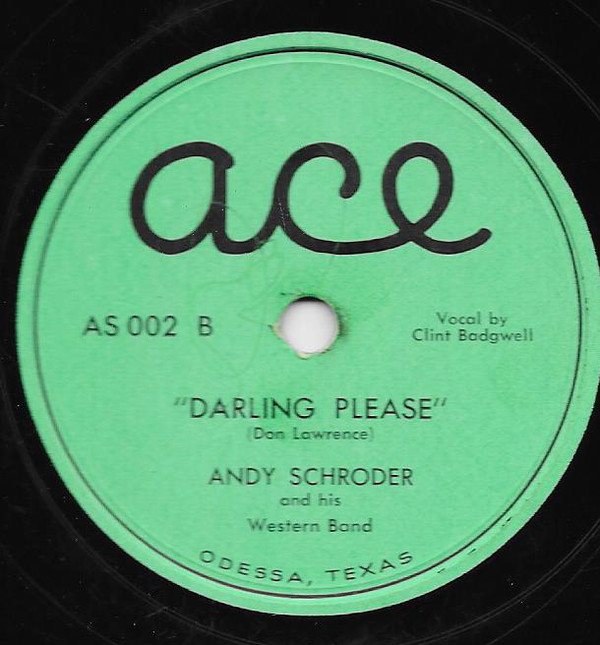 ace
AS 002 B
Vocal by
Clint Badgwell
"DARLING PLEASE"
(Don Lawrence)
ANDY SCHRODER
and his
Western Band
ODESSA, TEXAS